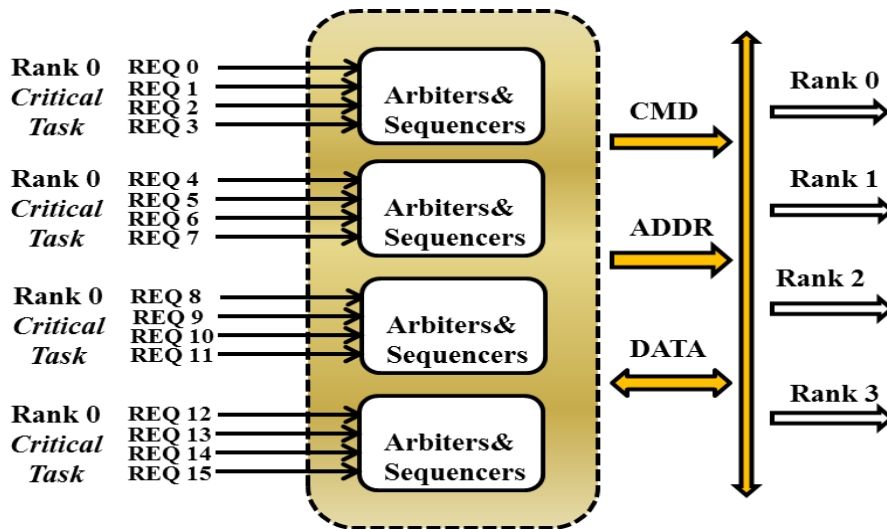 Rank 0 REQ 0
Critical REQ 1
REQ 2
Task REQ 3
Arbiters&
Sequencers
Rank 0 REQ 4
Critical REQ 5
REQ 6
Task REQ 7
Arbiters&
Sequencers
Rank 0 REQ 8
Critical REQ 9
REQ 10
Task REQ 11
Arbiters&
Sequencers
Rank 0 REQ 12
Critical REQ 13
REQ 14
Task REQ 15
Arbiters&
Sequencers
CMD
ADDR
DATA
Rank 0
Rank 1
Rank 2
Rank 3